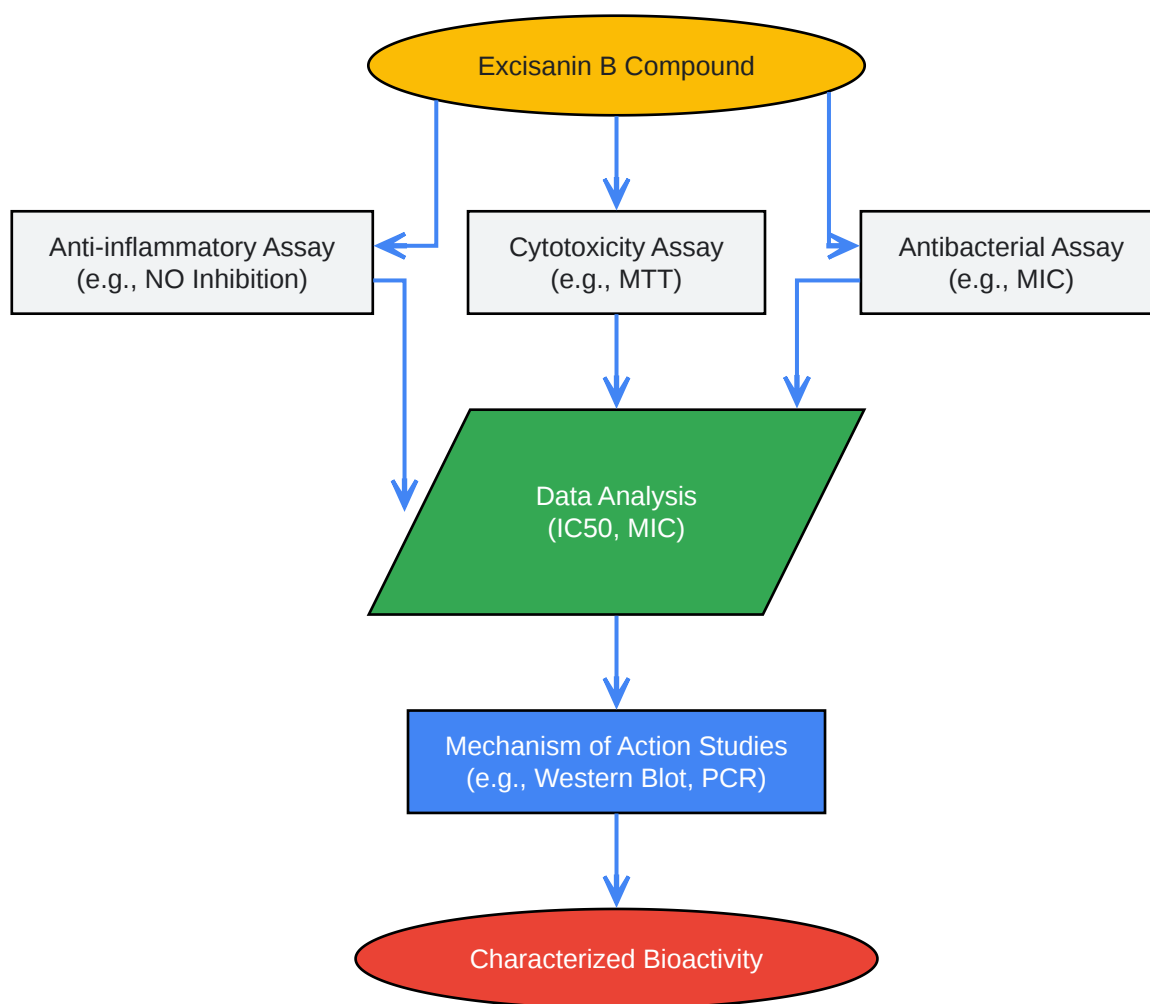 Excisanin B Compound
Anti-inflammatory Assay
(e.g., NO Inhibition)
Cytotoxicity Assay
(e.g., MTT)
Antibacterial Assay
(e.g., MIC)
Data Analysis
(IC50, MIC)
Mechanism of Action Studies
(e.g., Western Blot, PCR)
Characterized Bioactivity